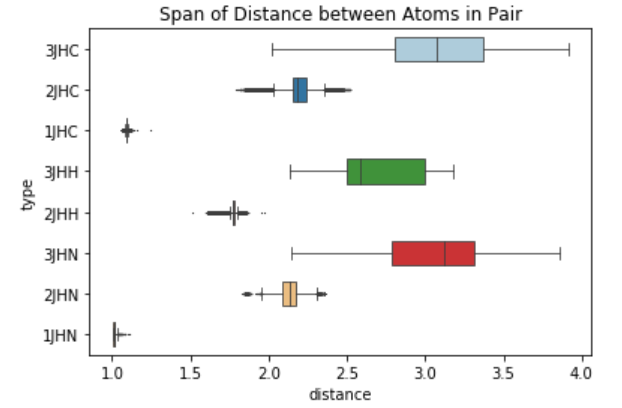 Span of Distance between Atoms in Pair
3JHC
2JHC
1JHC
3JHH
2JHH
3JHN
2JHN
1JHN
type
1.0 1.5 2.0 2.5 3.0 3.5 4.0
distance